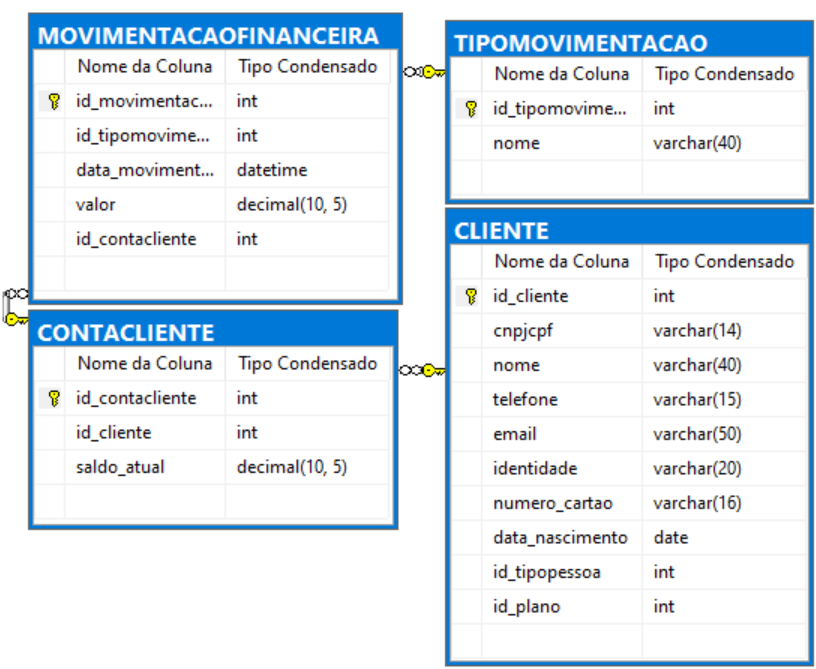 MOVIMENTACAOFINANCEIRA
Nome da Coluna Tipo Condensado
id_movimentac... int
id_tipomovime... int
data_moviment... datetime
valor decimal(10, 5)
id_contacliente int
TIPOMOVIMENTACAO
Nome da Coluna Tipo Condensado
id_tipomovime... int
nome varchar(40)
CONTACLIENTE
Nome da Coluna Tipo Condensado
id_contacliente int
id_cliente int
saldo_atual decimal(10, 5)
CLIENTE
Nome da Coluna Tipo Condensado
id_cliente int
cnpjcpf varchar(14)
nome varchar(40)
telefone varchar(15)
email varchar(50)
identidade varchar(20)
numero_cartao varchar(16)
data_nascimento date
id_tipopessoa int
id_plano int